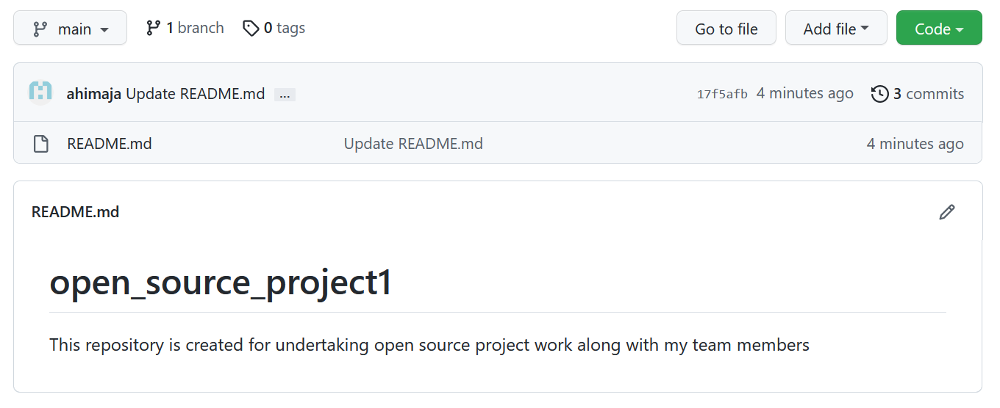 main 1 branch 0 tags Go to file Add file Code
ahimaja Update README.md ... 17f5afb 4 minutes ago 3 commits
README.md Update README.md 4 minutes ago
README.md
open_source_project1
This repository is created for undertaking open source project work along with my team members